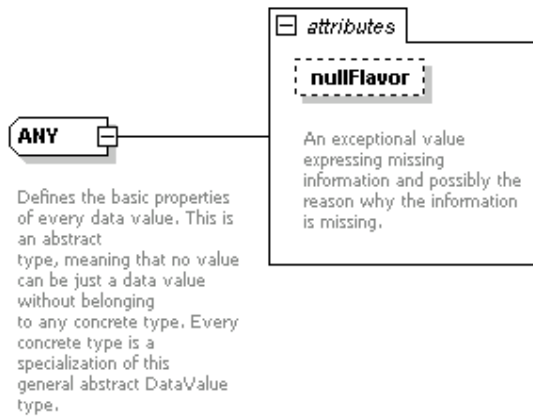 attributes
nullFlavor
An exceptional value
expressing missing
information and possibly the
reason why the information
is missing.
ANY
Defines the basic properties
of every data value. This is
an abstract
type, meaning that no value
can be just a data value
without belonging
to any concrete type. Every
concrete type is a
specialization of this
general abstract DataValue
type.